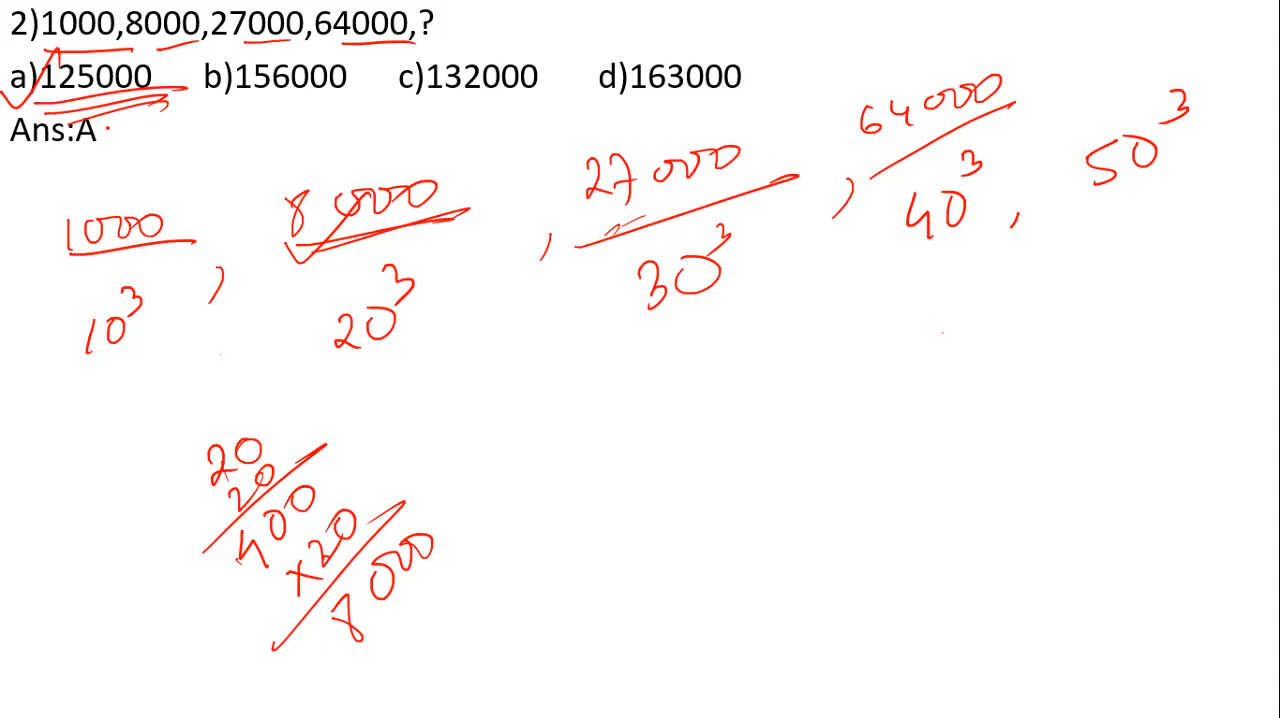 2)1000,8000,27000,64000,?
a)125000 b)156000 c)132000 d)163000
Ans:A
1000 , 8000 , 27000 , 64000
10³ 20³ 30³ 40³ , 50³
20
20
400
×20
8000